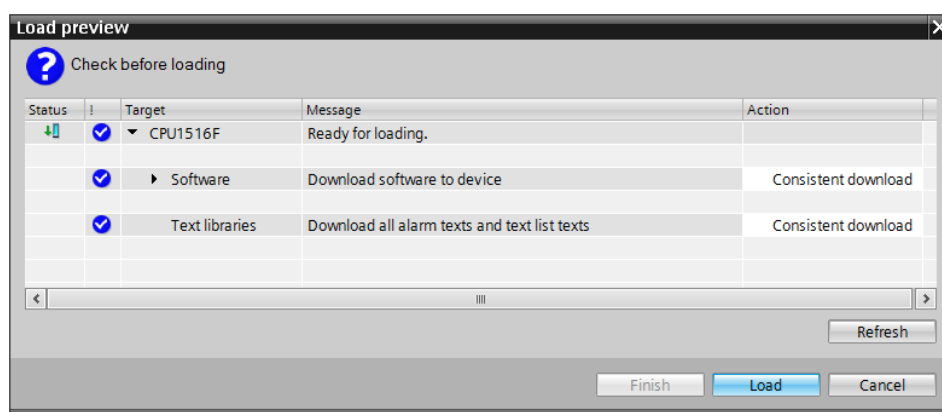 Load preview
Check before loading
Status ! Target Message Action
CPU1516F Ready for loading.
Software Download software to device Consistent download
Text libraries Download all alarm texts and text list texts Consistent download
Refresh
Finish Load Cancel